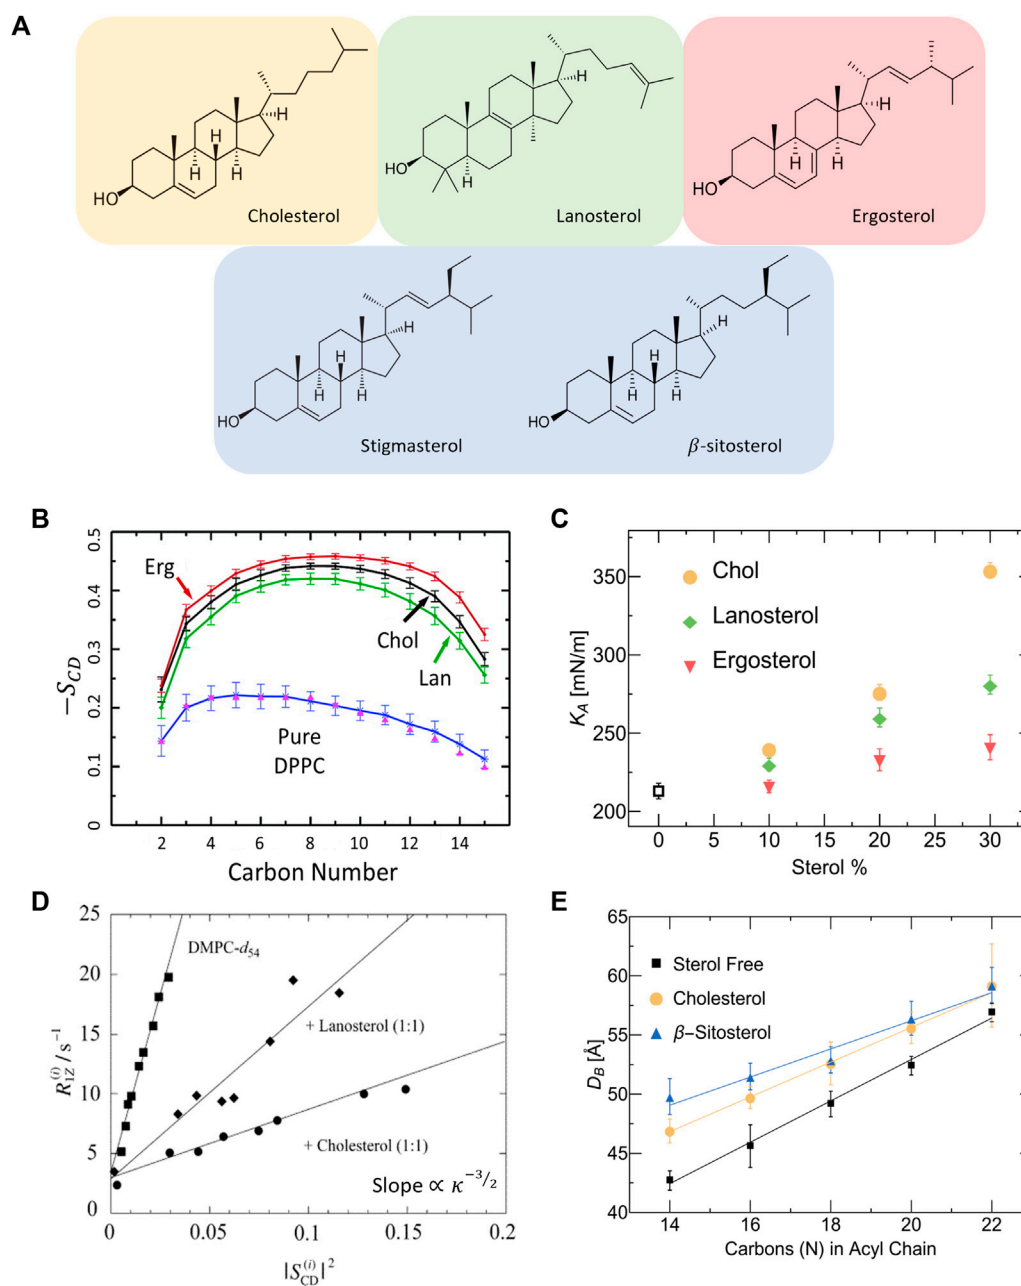 A
HO
H
H
H
H
Cholesterol
HO
H
H
Lanosterol
HO
H
H
H
Ergosterol
HO
H
H
H
H
Stigmasterol
HO
H
H
H
H
β-sitosterol
B
0.5
0.4
0.3
0.2
0.1
0
−S_CD
Erg
Chol
Lan
Pure
DPPC
2 4 6 8 10 12 14
Carbon Number
C
350
300
250
200
K_A [mN/m]
Chol
Lanosterol
Ergosterol
0 5 10 15 20 25 30
Sterol %
D
25
20
15
10
5
0
R_1Z^(i) / s^−1
DMPC-d_54
+ Lanosterol (1:1)
+ Cholesterol (1:1)
Slope ∝ κ^−3/2
0 0.05 0.1 0.15 0.2
|S_CD^(i)|^2
E
65
60
55
50
45
40
D_B [Å]
Sterol Free
Cholesterol
β−Sitosterol
14 16 18 20 22
Carbons (N) in Acyl Chain